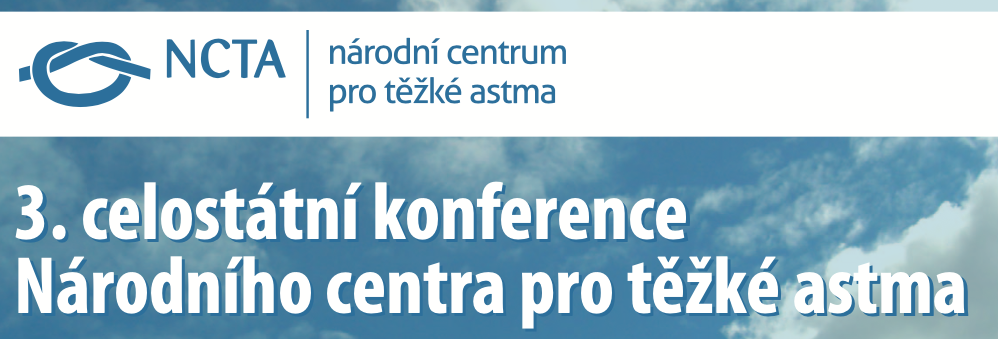 NCTA
národní centrum
pro těžké astma
3. celostátní konference
Národního centra pro těžké astma